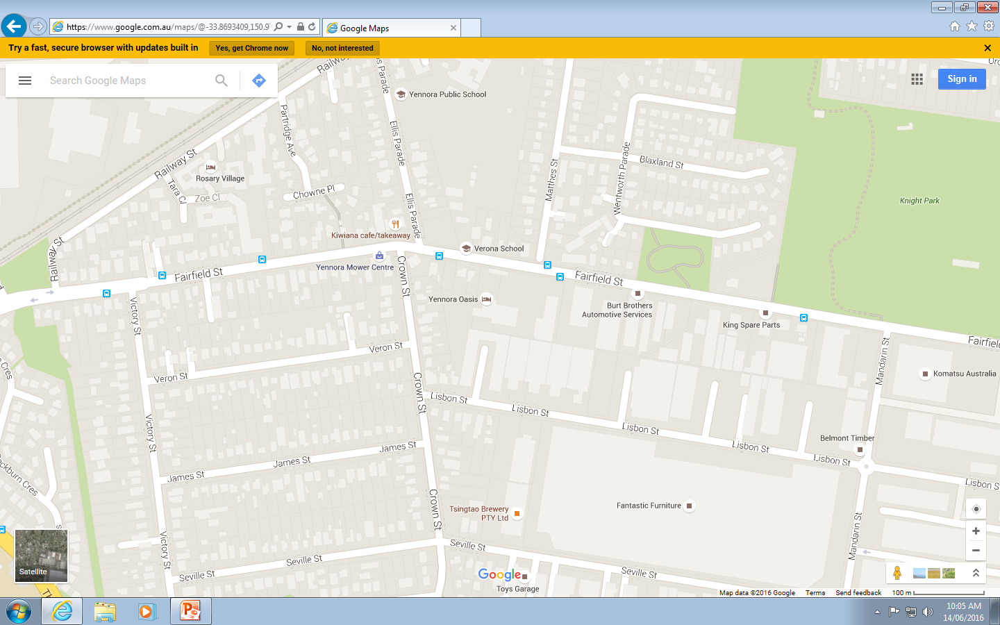 https://www.google.com.au/maps/@-33.8693409,150.9
Google Maps
Try a fast, secure browser with updates built in
Yes, get Chrome now
No, not interested
Search Google Maps
Sign in
Railway
Ellis Parade
Yennora Public School
Partridge Ave
Ellis Parade
Railway St
Rosary Village
Tara Cl
Zoe Cl
Chowne Pl
Ellis Parade
Matthes St
Wentworth Parade
Blaxland St
Knight Park
Kiwiana cafe/takeaway
Railway St
Verona School
Yennora Mower Centre
Fairfield St
Crown St
Fairfield St
Victory St
Yennora Oasis
Burt Brothers
Automotive Services
King Spare Parts
Fairfield
Veron St
Veron St
Mandarin St
Komatsu Australia
Cres
Crown St
Lisbon St
Lisbon St
Victory St
Lisbon St
Lisbon St
Belmont Timber
James St
James St
James St
Lisbon St
Lisbon St
Crown St
Tsingtao Brewery
PTY Ltd
Fantastic Furniture
Mandarin St
Victory St
Seville St
Seville St
Seville St
Seville St
Satellite
Google
Toys Garage
Map data ©2016 Google
Terms
Send feedback
100 m
10:05 AM
14/06/2016